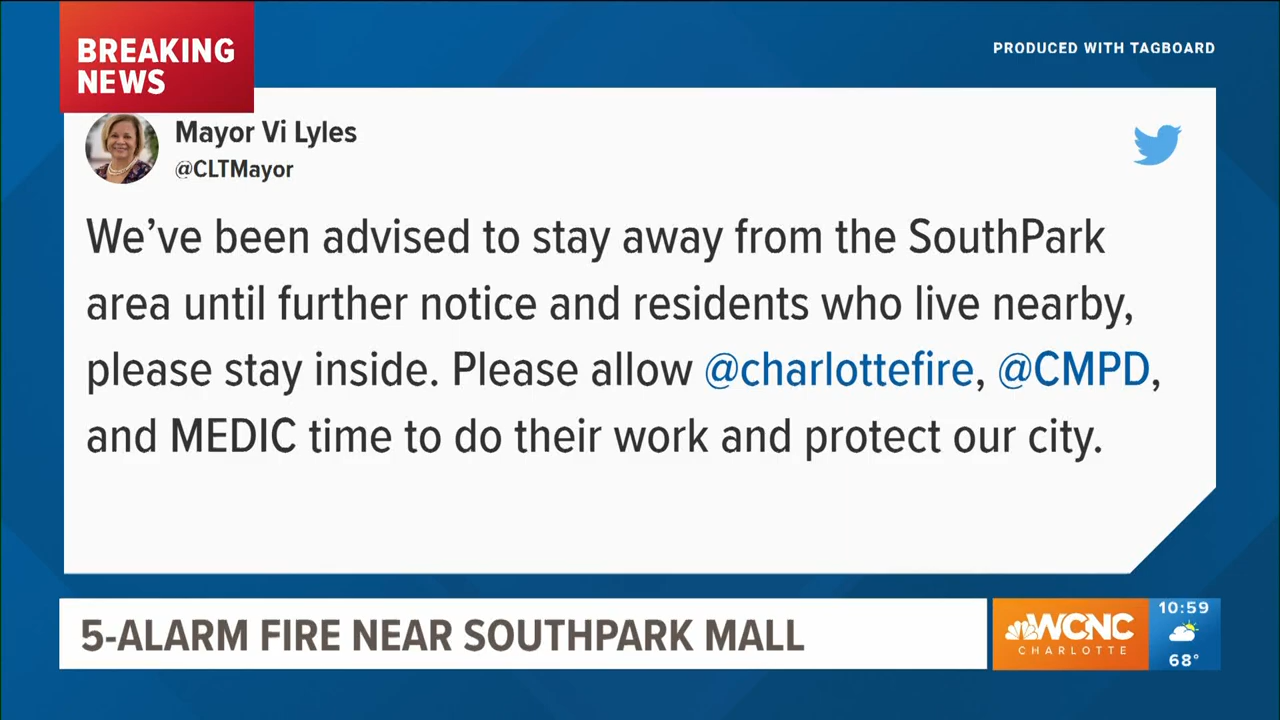 BREAKING
NEWS
PRODUCED WITH TAGBOARD
Mayor Vi Lyles
@CLTMayor
We’ve been advised to stay away from the SouthPark
area until further notice and residents who live nearby,
please stay inside. Please allow @charlottefire, @CMPD,
and MEDIC time to do their work and protect our city.
5-ALARM FIRE NEAR SOUTHPARK MALL
WCNC
CHARLOTTE
10:59
68°